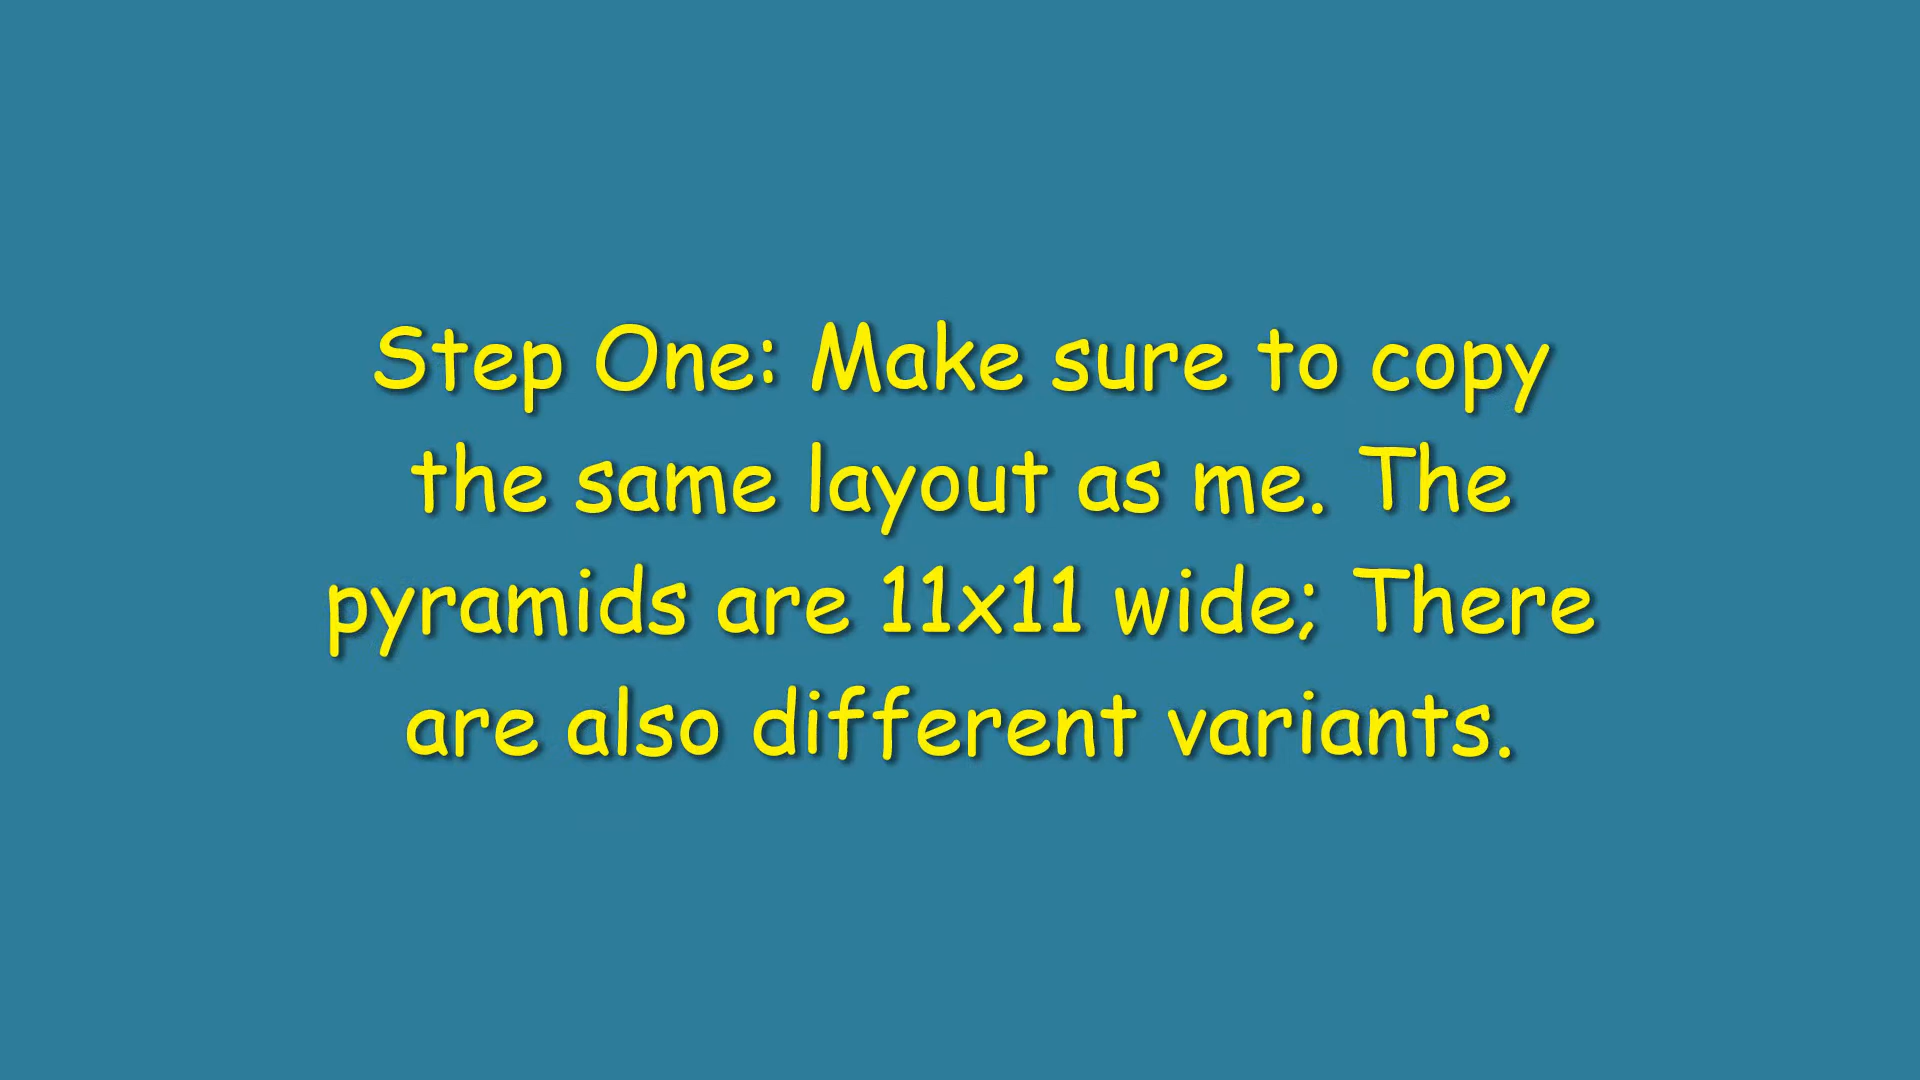 Step One: Make sure to copy
the same layout as me. The
pyramids are 11x11 wide; There
are also different variants.